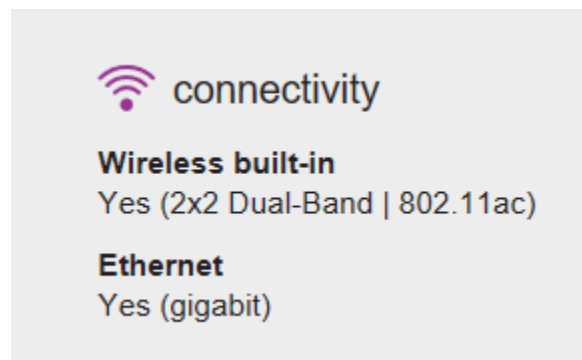 connectivity
Wireless built-in
Yes (2x2 Dual-Band | 802.11ac)
Ethernet
Yes (gigabit)